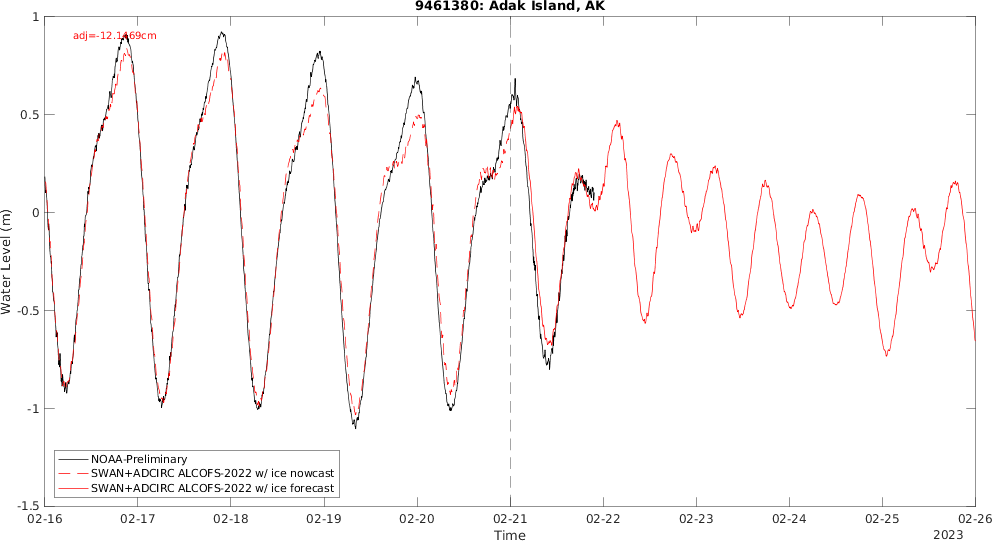 9461380: Adak Island, AK
adj=-12.1469cm
Water Level (m)
1
0.5
0
-0.5
-1
-1.5
NOAA-Preliminary
SWAN+ADCIRC ALCOFS-2022 w/ ice nowcast
SWAN+ADCIRC ALCOFS-2022 w/ ice forecast
02-16 02-17 02-18 02-19 02-20 02-21 02-22 02-23 02-24 02-25 02-26
Time
2023